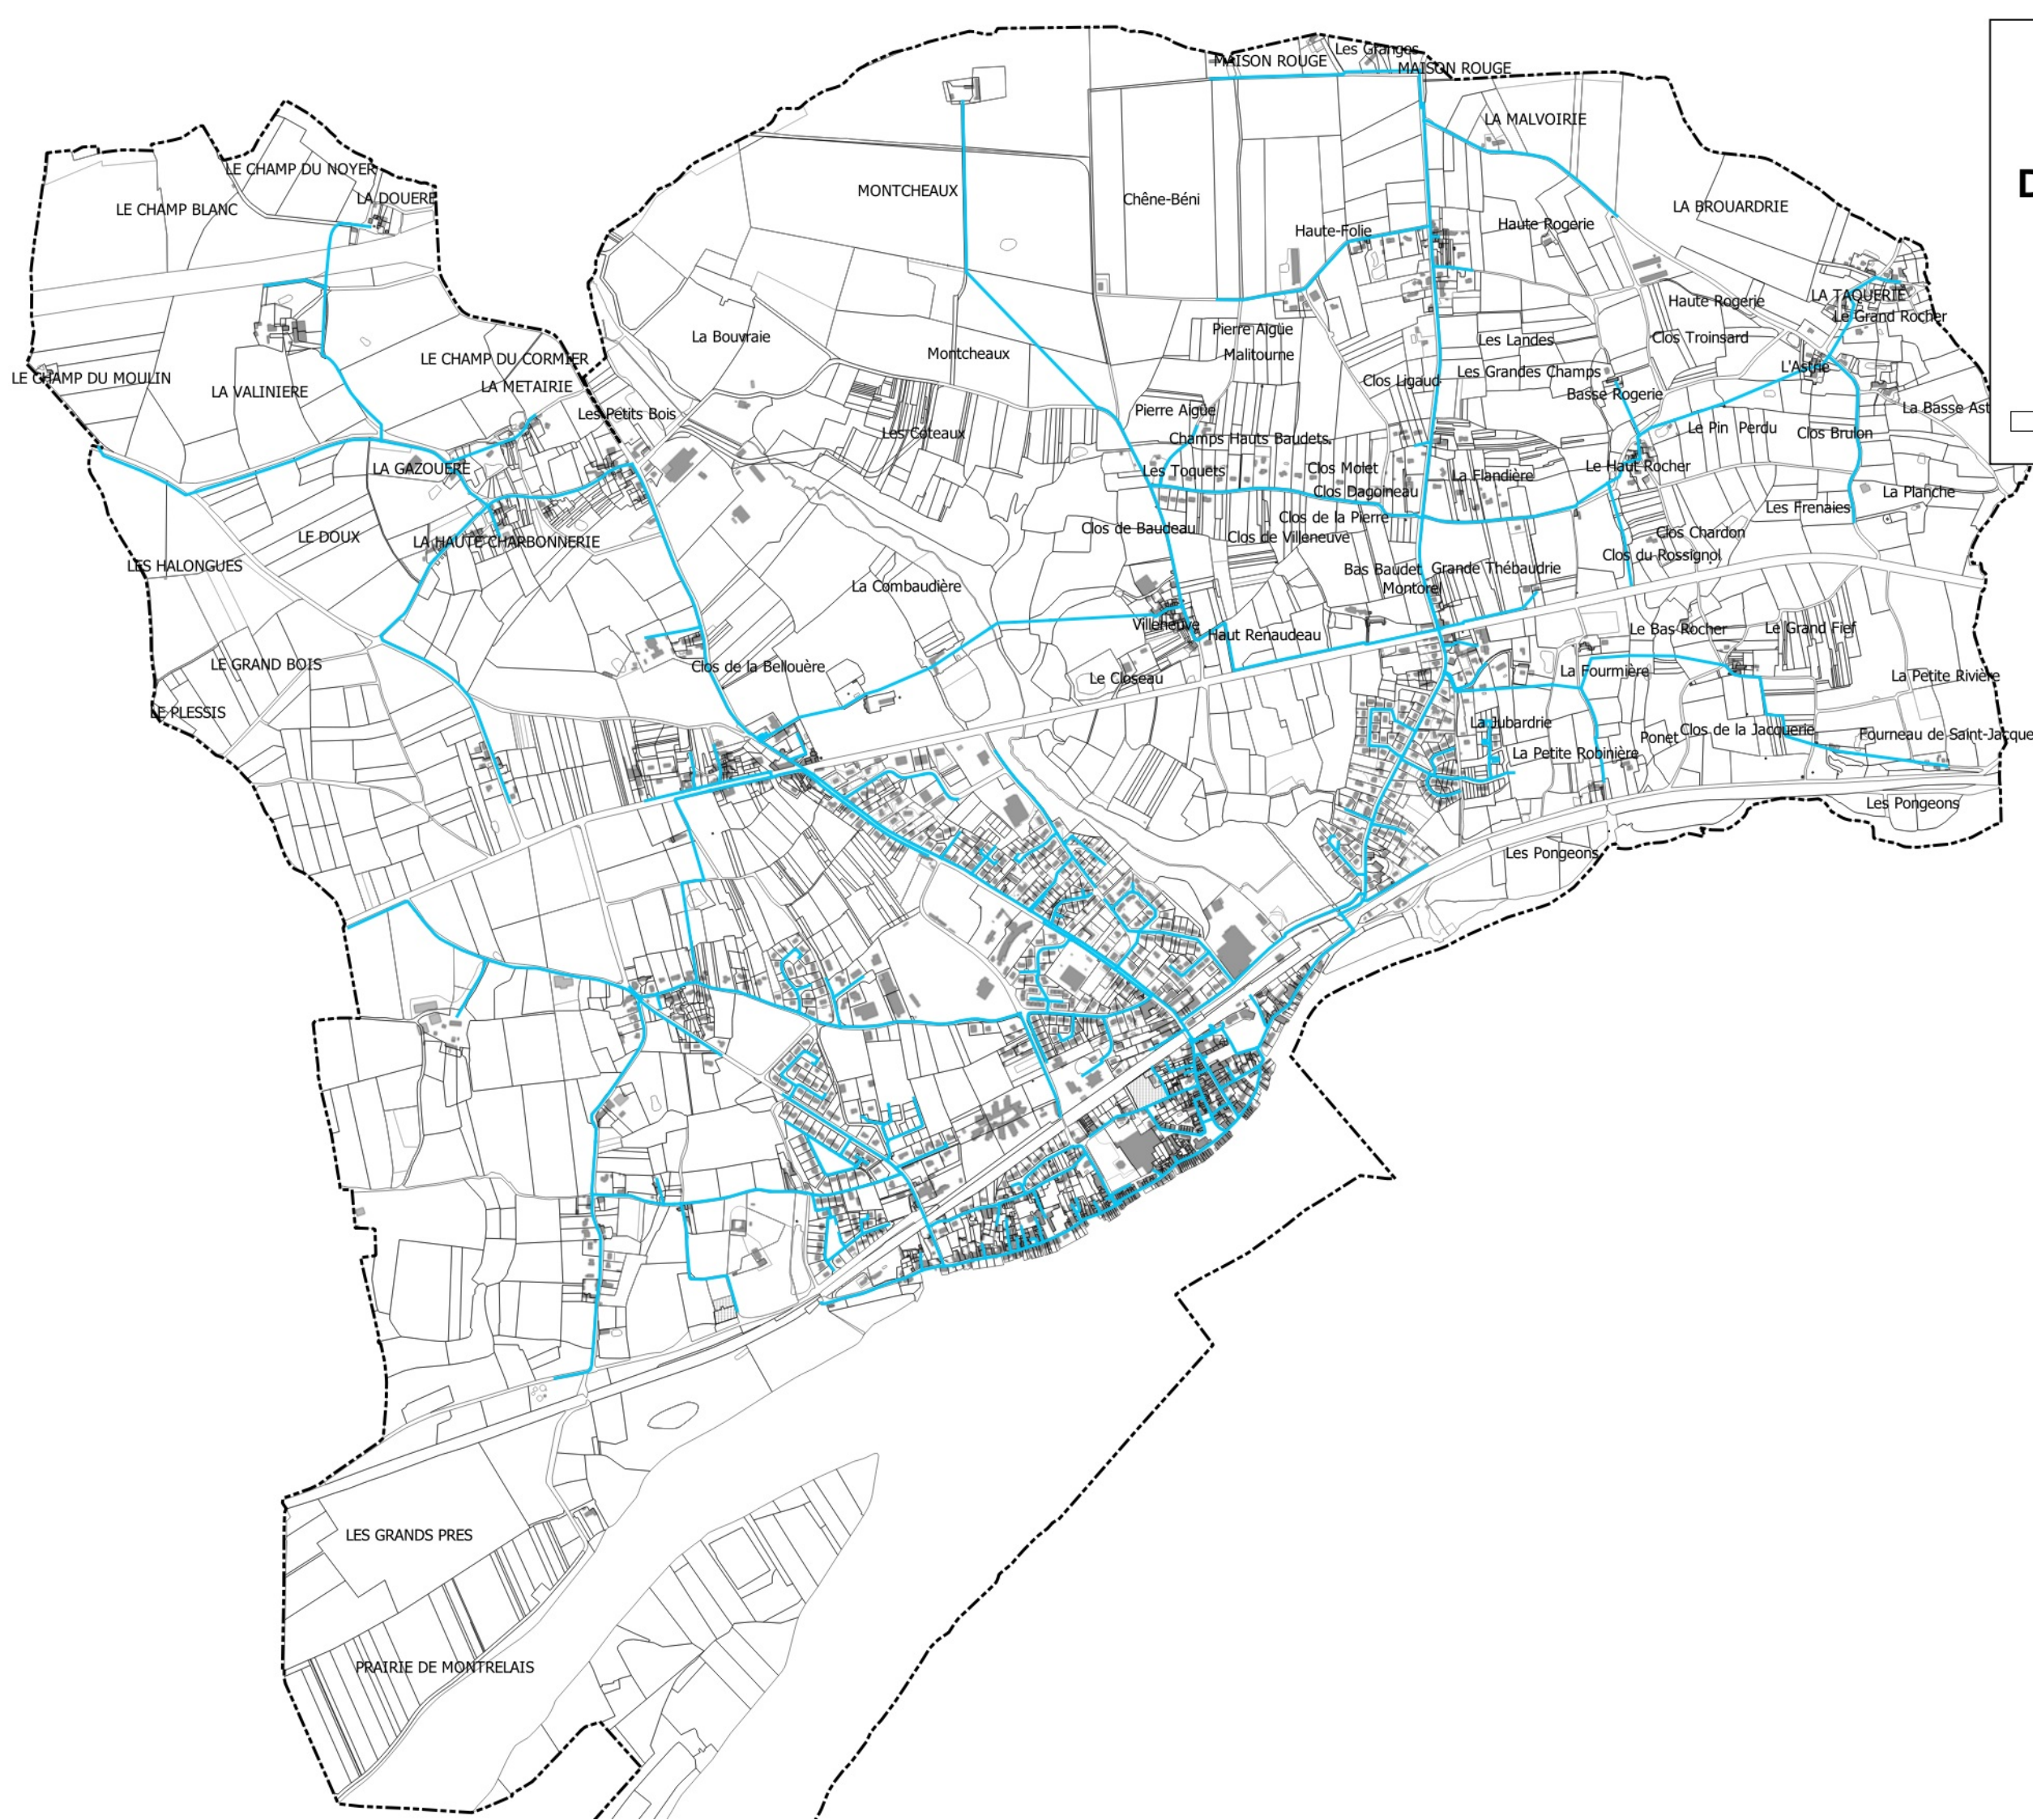 Les Granges
MAISON ROUGE
MAISON ROUGE
D
LA MALVOIRIE
LE CHAMP DU NOYER
LA DOUERE
LE CHAMP BLANC
MONTCHEAUX
Chêne-Béni
LA BROUARDRIE
Haute-Folie
Haute Rogerie
LA TAQUERIE
Haute Rogerie
Le Grand Rocher
La Bouvraie
Pierre Aigüe
Les Landes
Clos Troinsard
Montcheaux
Malitourne
LE CHAMP DU CORMIER
L'Astrie
LE CHAMP DU MOULIN
LA METAIRIE
Clos Ligaud
Les Grandes Champs
LA VALINIERE
Basse Rogerie
Les Petits Bois
Pierre Aigüe
La Basse Ast
Les Coteaux
Champs Hauts Baudets
Le Pin Perdu
Clos Brulon
LA GAZOUERE
Les Toquets
Clos Molet
La Flandière
Le Haut Rocher
Clos Dagoineau
La Planche
Clos de Baudeau
Clos de la Pierre
Les Frenaies
LE DOUX
LA HAUTE CHARBONNERIE
Clos de Villeneuve
Clos Chardon
Clos du Rossignol
LES HALONGUES
Bas Baudet
Grande Thébaudrie
La Combaudière
Montorel
Villeneuve
Haut Renaudeau
Le Bas Rocher
Le Grand Fief
LE GRAND BOIS
Clos de la Bellouère
Le Closeau
La Fourmière
La Petite Rivière
LE PLESSIS
La Jubardrie
Clos de la Jacquerie
Ponet
Fourneau de Saint-Jacque
La Petite Robinière
Les Pongeons
Les Pongeons
LES GRANDS PRES
PRAIRIE DE MONTRELAIS